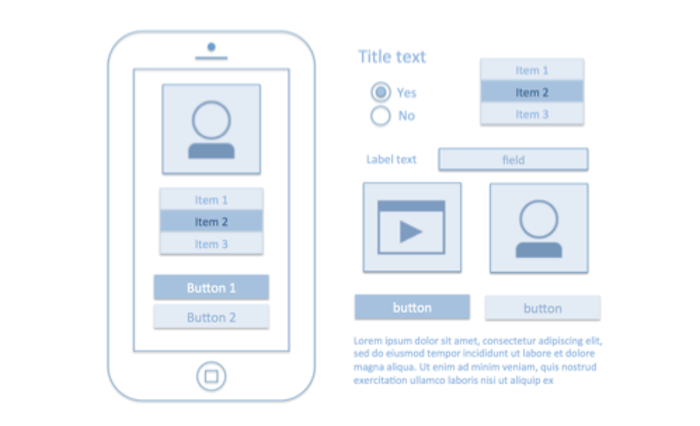 Item 1
Item 2
Item 3
Button 1
Button 2
Title text
Yes
No
Item 1
Item 2
Item 3
Label text
field
button
button
Lorem ipsum dolor sit amet, consectetur adipiscing elit,
sed do eiusmod tempor incididunt ut labore et dolore
magna aliqua. Ut enim ad minim veniam, quis nostrud
exercitation ullamco laboris nisi ut aliquip ex